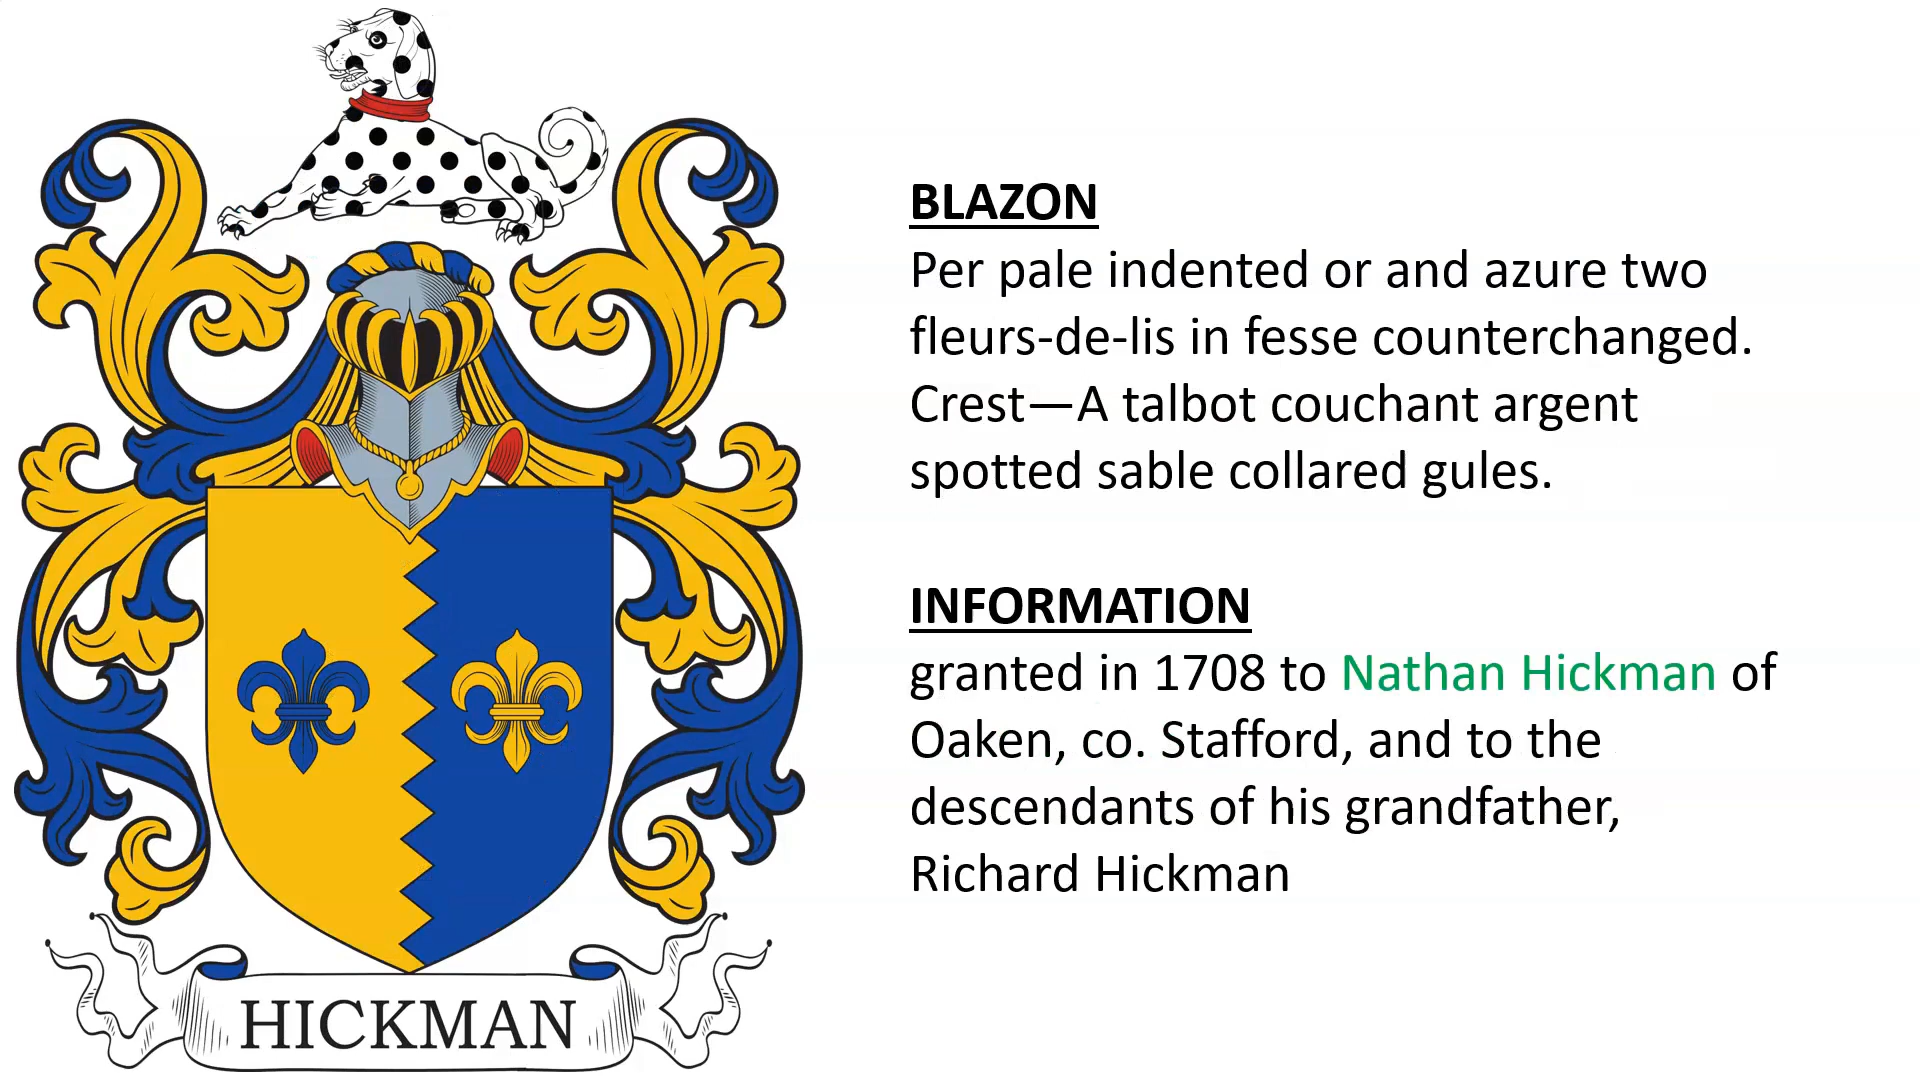 BLAZON
Per pale indented or and azure two
fleurs-de-lis in fesse counterchanged.
Crest—A talbot couchant argent
spotted sable collared gules.
INFORMATION
granted in 1708 to Nathan Hickman of
Oaken, co. Stafford, and to the
descendants of his grandfather,
Richard Hickman
HICKMAN